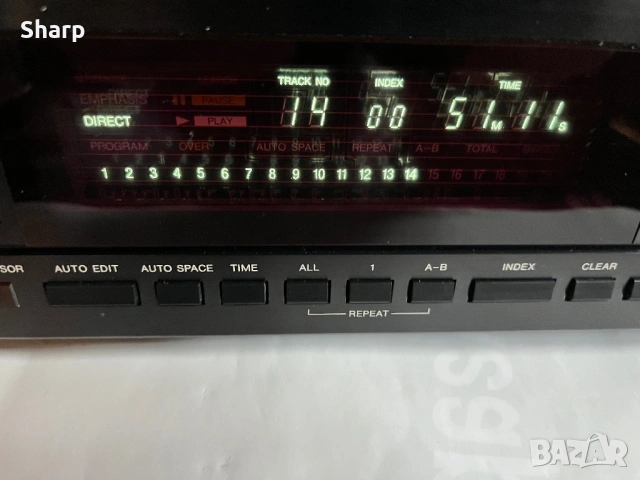 Sharp
TRACK NO INDEX TIME
EMPHASIS PAUSE
14 00 51 M 11 S
DIRECT PLAY
PROGRAM OVER AUTO SPACE REPEAT A-B TOTAL
1 2 3 4 5 6 7 8 9 10 11 12 13 14 15 16 17 18
SOR AUTO EDIT AUTO SPACE TIME ALL 1 A-B INDEX CLEAR
REPEAT
BAZAR